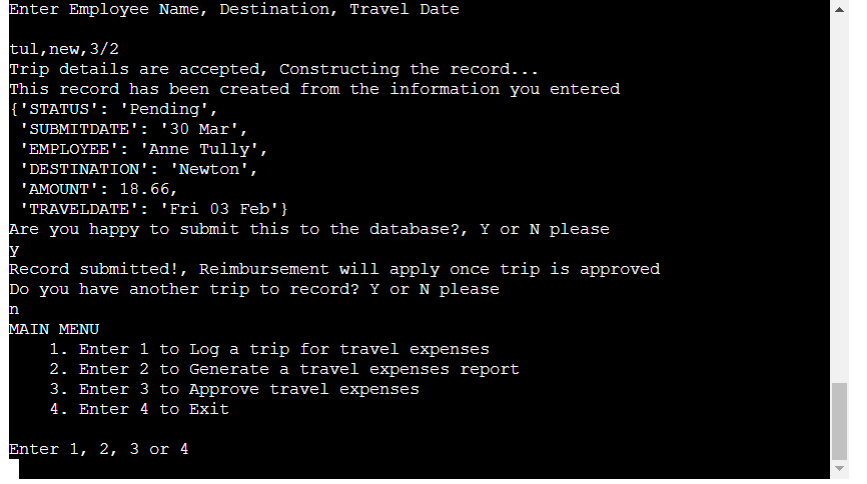 Enter Employee Name, Destination, Travel Date
tul,new,3/2
Trip details are accepted, Constructing the record...
This record has been created from the information you entered
{'STATUS': 'Pending',
 'SUBMITDATE': '30 Mar',
 'EMPLOYEE': 'Anne Tully',
 'DESTINATION': 'Newton',
 'AMOUNT': 18.66,
 'TRAVELDATE': 'Fri 03 Feb'}
Are you happy to submit this to the database?, Y or N please
y
Record submitted!, Reimbursement will apply once trip is approved
Do you have another trip to record? Y or N please
n
MAIN MENU
    1. Enter 1 to Log a trip for travel expenses
    2. Enter 2 to Generate a travel expenses report
    3. Enter 3 to Approve travel expenses
    4. Enter 4 to Exit
Enter 1, 2, 3 or 4